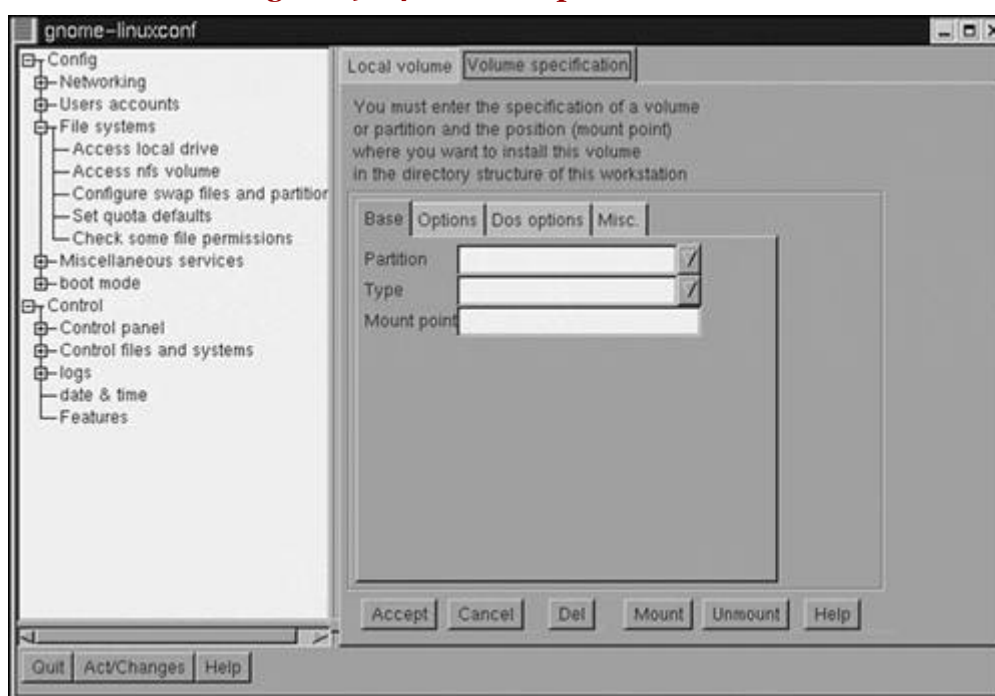 gnome-linuxconf
Config
Networking
Users accounts
File systems
Access local drive
Access nfs volume
Configure swap files and partition
Set quota defaults
Check some file permissions
Miscellaneous services
boot mode
Control
Control panel
Control files and systems
logs
date & time
Features
Local volume Volume specification
You must enter the specification of a volume
or partition and the position (mount point)
where you want to install this volume
in the directory structure of this workstation
Base Options Dos options Misc.
Partition
Type
Mount point
Accept Cancel Del Mount Unmount Help
Quit Act/Changes Help